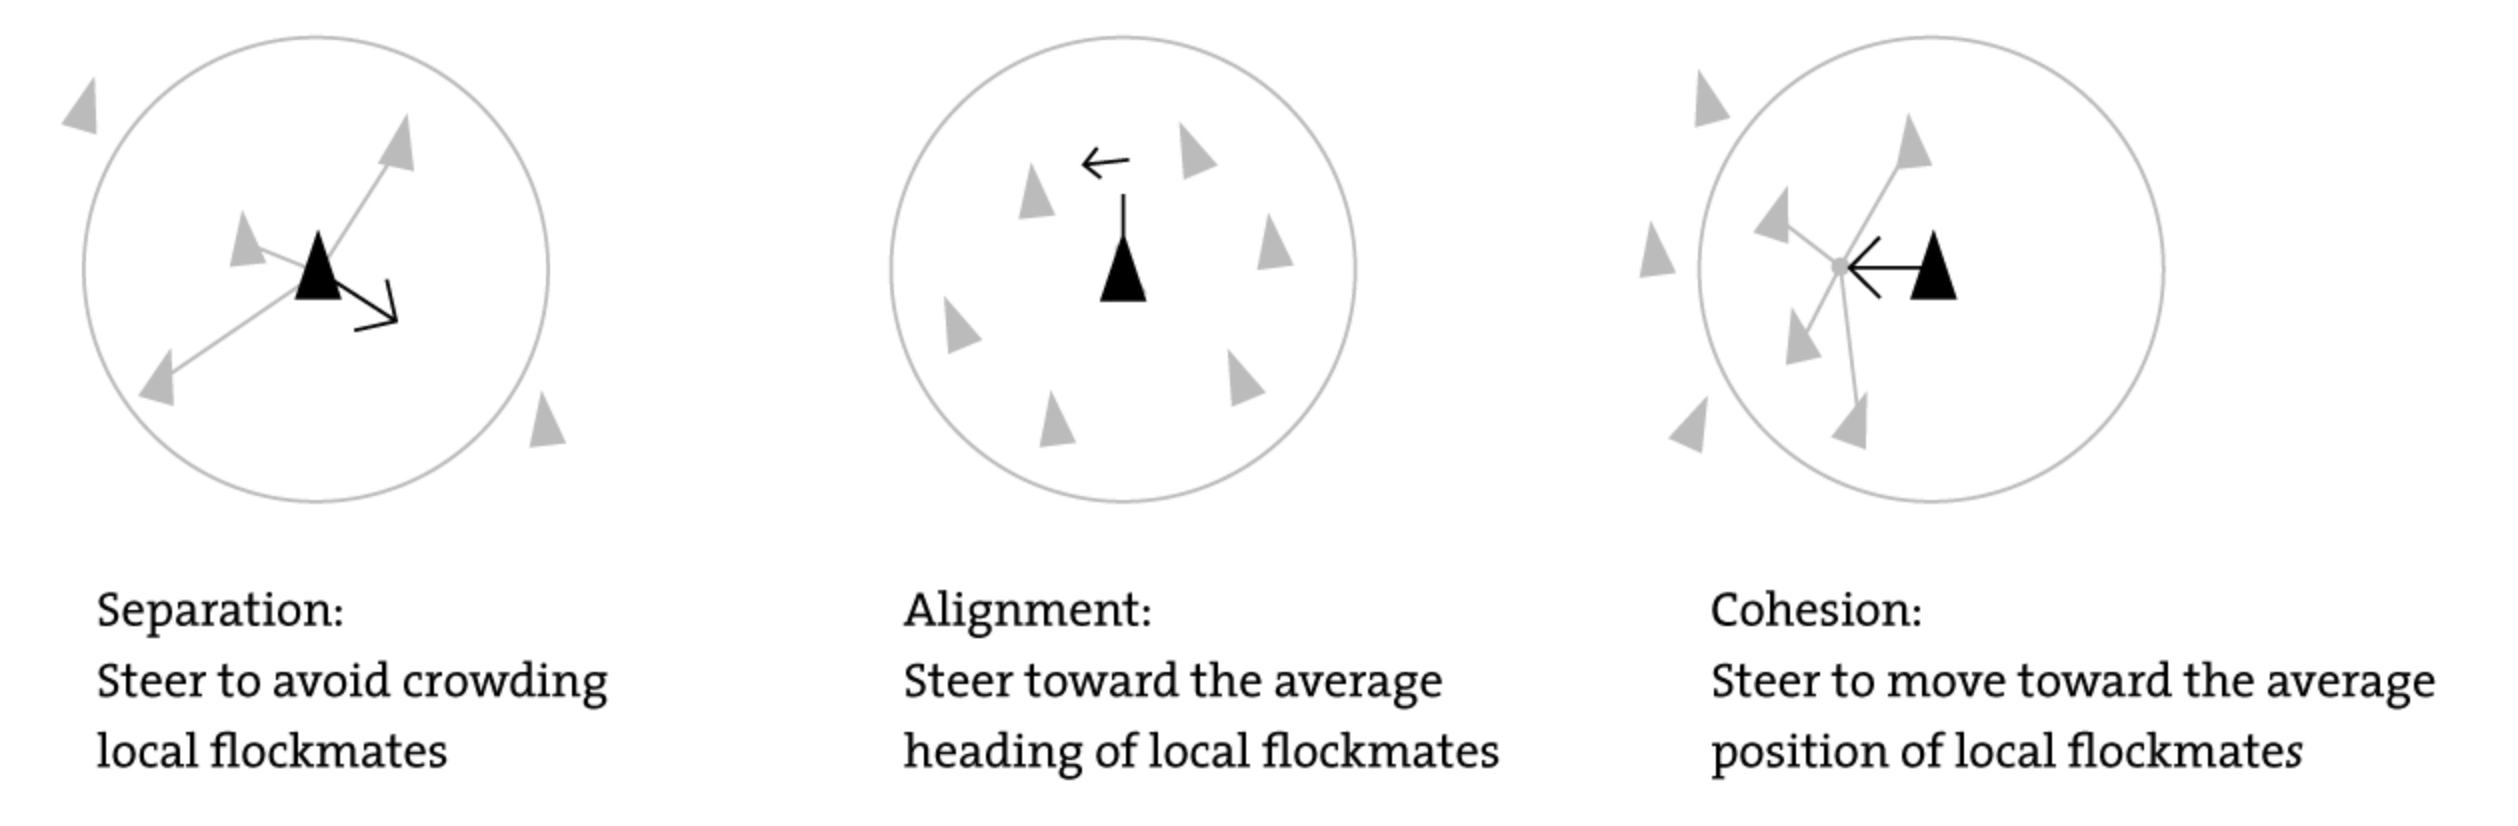 Separation:
Steer to avoid crowding
local flockmates
Alignment:
Steer toward the average
heading of local flockmates
Cohesion:
Steer to move toward the average
position of local flockmates